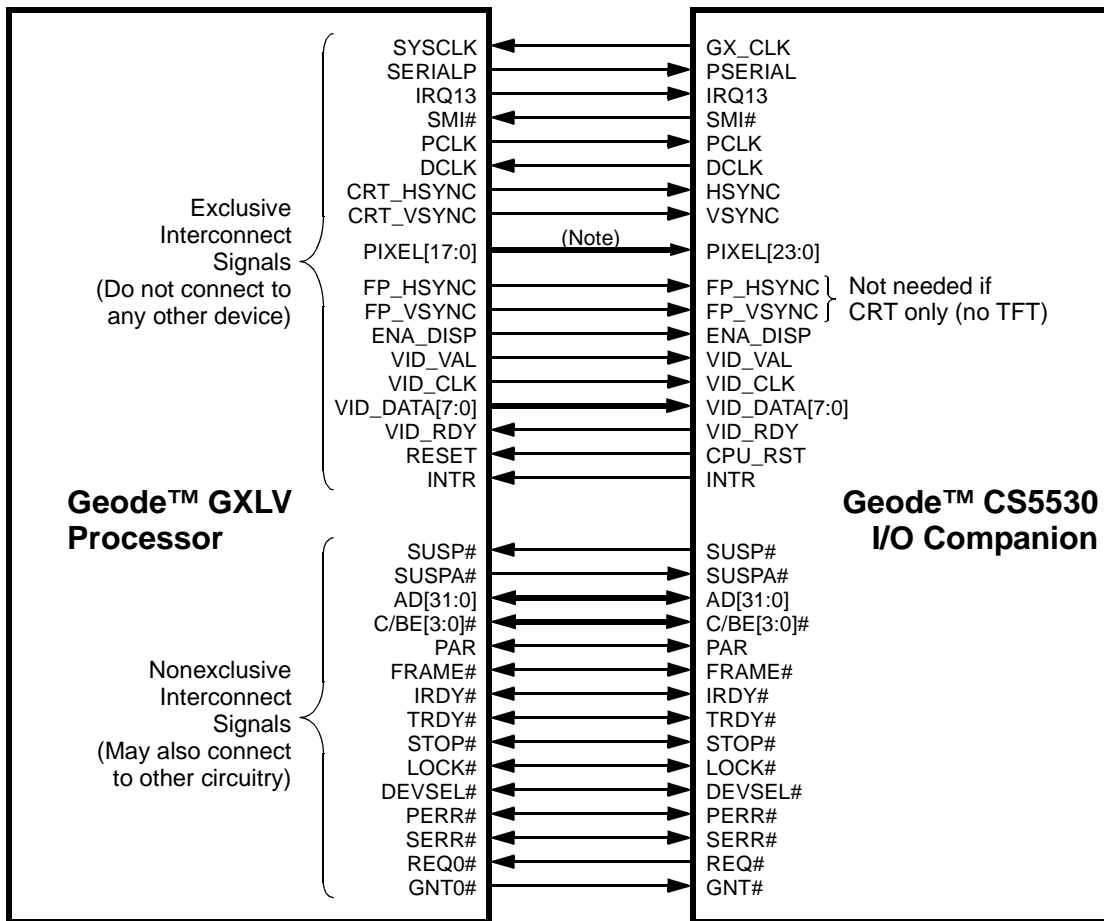 SYSCLK GX_CLK
SERIALP PSERIAL
IRQ13 IRQ13
SMI# SMI#
PCLK PCLK
DCLK DCLK
CRT_HSYNC HSYNC
CRT_VSYNC VSYNC
PIXEL[17:0] (Note) PIXEL[23:0]
FP_HSYNC FP_HSYNC
FP_VSYNC FP_VSYNC
Not needed if
CRT only (no TFT)
ENA_DISP ENA_DISP
VID_VAL VID_VAL
VID_CLK VID_CLK
VID_DATA[7:0] VID_DATA[7:0]
VID_RDY VID_RDY
RESET CPU_RST
INTR INTR
Exclusive
Interconnect
Signals
(Do not connect to
any other device)
Geode™ GXLV
Processor
Geode™ CS5530
I/O Companion
SUSP# SUSP#
SUSPA# SUSPA#
AD[31:0] AD[31:0]
C/BE[3:0]# C/BE[3:0]#
PAR PAR
FRAME# FRAME#
IRDY# IRDY#
TRDY# TRDY#
STOP# STOP#
LOCK# LOCK#
DEVSEL# DEVSEL#
PERR# PERR#
SERR# SERR#
REQ0# REQ#
GNT0# GNT#
Nonexclusive
Interconnect
Signals
(May also connect
to other circuitry)